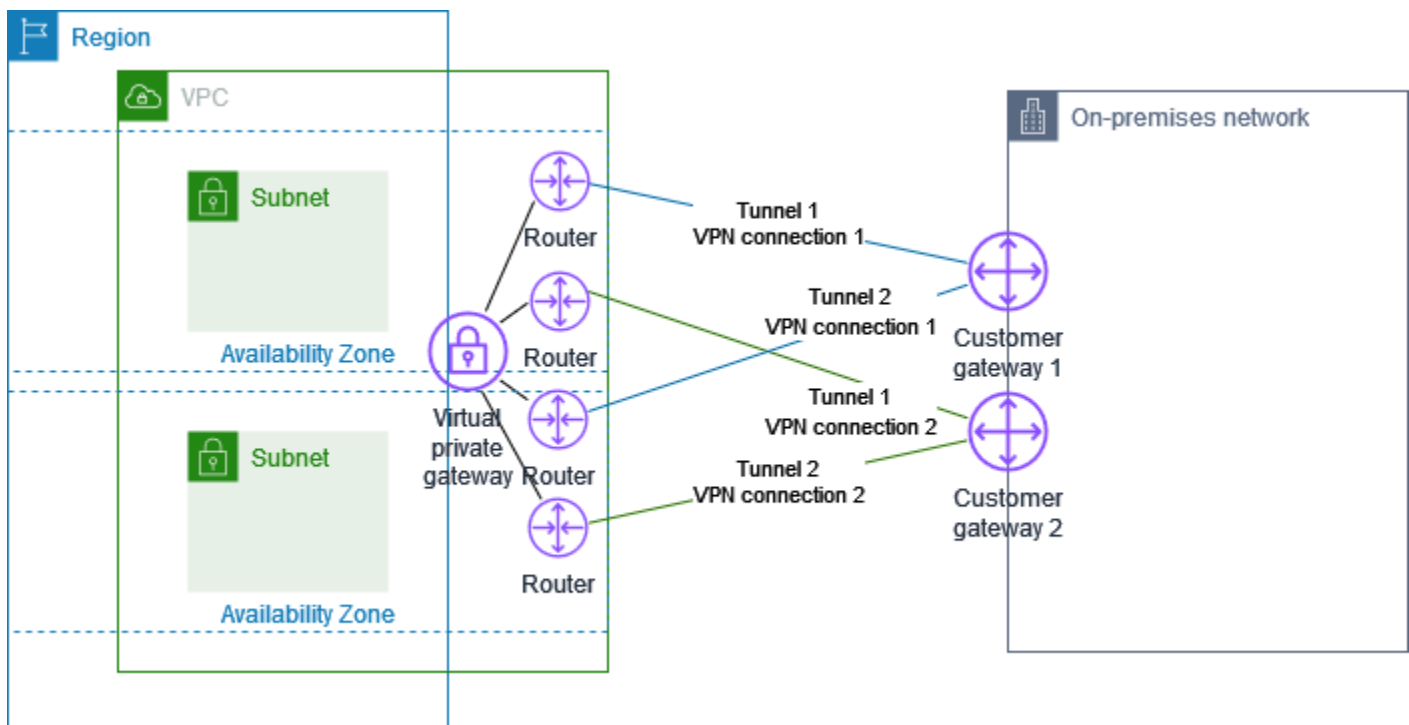 Region
VPC
On-premises network
Subnet
Router
Tunnel 1
VPN connection 1
Tunnel 2
VPN connection 1
Customer
gateway 1
Availability Zone
Router
Tunnel 1
VPN connection 2
Virtual
private
gateway
Subnet
Router
Tunnel 2
VPN connection 2
Customer
gateway 2
Router
Availability Zone